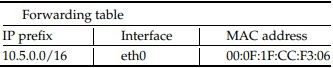 Forwarding table
IP prefix Interface MAC address
10.5.0.0/16 eth0 00:0F:1F:CC:F3:06